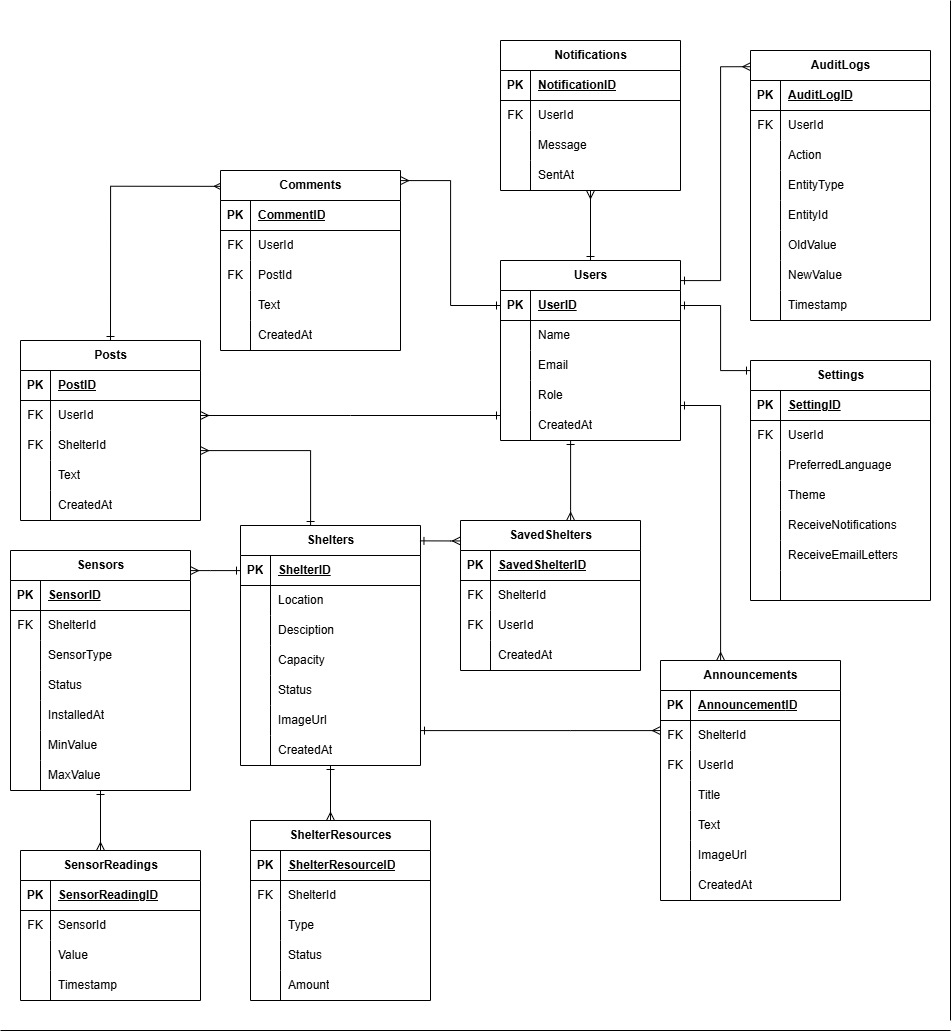 Notifications
PK NotificationID
FK UserId
Message
SentAt
AuditLogs
PK AuditLogID
FK UserId
Action
EntityType
EntityId
OldValue
NewValue
Timestamp
Comments
PK CommentID
FK UserId
FK PostId
Text
CreatedAt
Users
PK UserID
Name
Email
Role
CreatedAt
Posts
PK PostID
FK UserId
FK ShelterId
Text
CreatedAt
Settings
PK SettingID
FK UserId
PreferredLanguage
Theme
ReceiveNotifications
ReceiveEmailLetters
Shelters
PK ShelterID
Location
Desciption
Capacity
Status
ImageUrl
CreatedAt
SavedShelters
PK SavedShelterID
FK ShelterId
FK UserId
CreatedAt
Sensors
PK SensorID
FK ShelterId
SensorType
Status
InstalledAt
MinValue
MaxValue
Announcements
PK AnnouncementID
FK ShelterId
FK UserId
Title
Text
ImageUrl
CreatedAt
ShelterResources
PK ShelterResourceID
FK ShelterId
Type
Status
Amount
SensorReadings
PK SensorReadingID
FK SensorId
Value
Timestamp